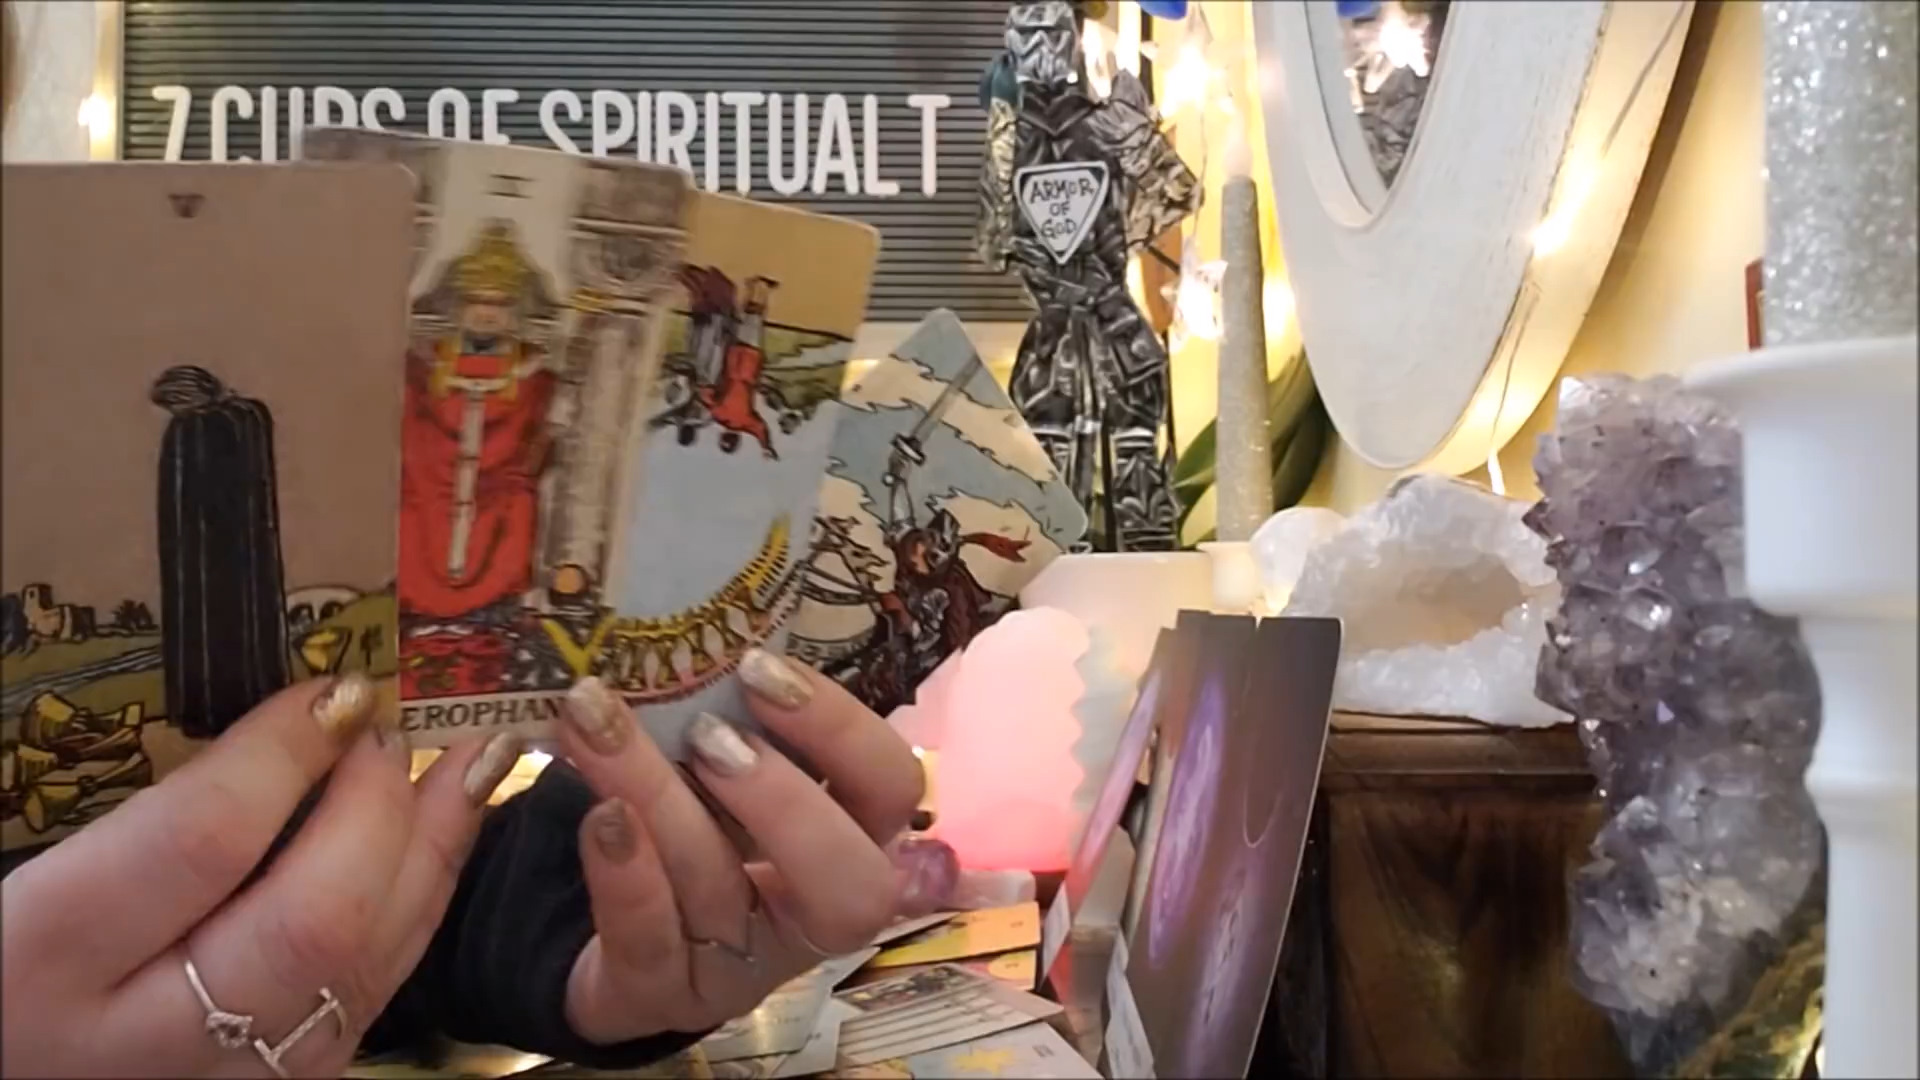 7 CUPS OF SPIRITUAL T
ARMOR
OF
GOD
V
EROPHAN